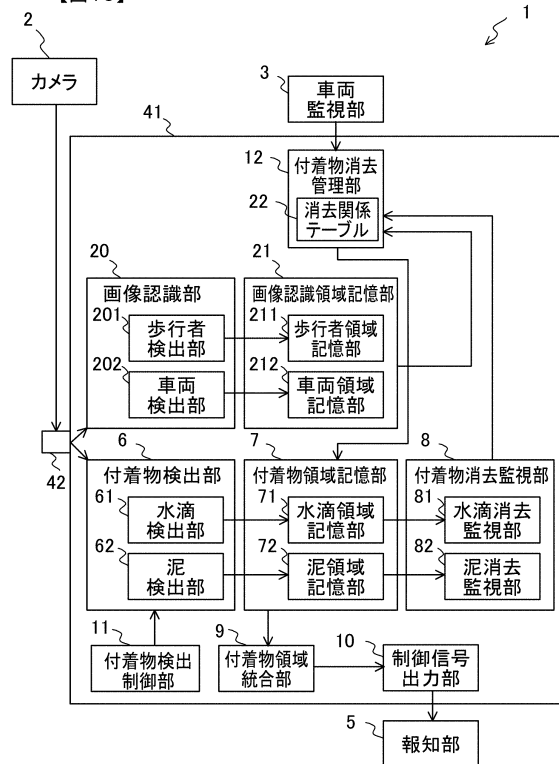 1
2
カメラ
3
車両
監視部
41
12
付着物消去
管理部
22
消去関係
テーブル
20
画像認識部
201
歩行者
検出部
202
車両
検出部
21
画像認識領域記憶部
211
歩行者領域
記憶部
212
車両領域
記憶部
42
6
付着物検出部
61
水滴
検出部
62
泥
検出部
7
付着物領域記憶部
71
水滴領域
記憶部
72
泥領域
記憶部
8
付着物消去監視部
81
水滴消去
監視部
82
泥消去
監視部
11
付着物検出
制御部
9
付着物領域
統合部
10
制御信号
出力部
5
報知部